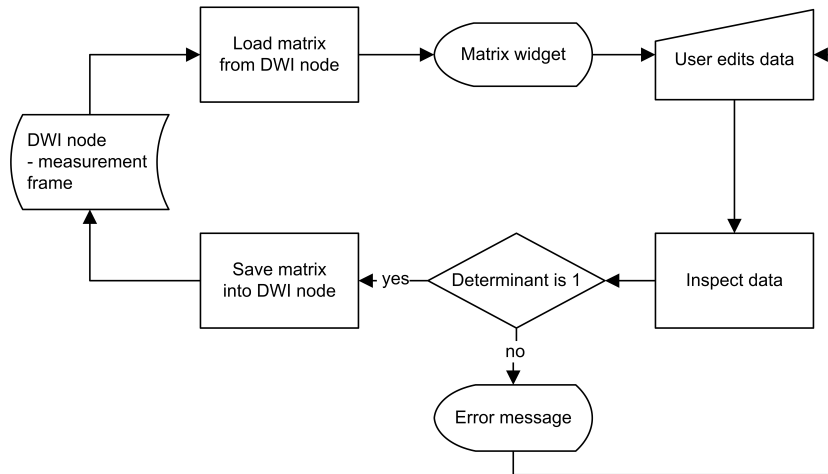 Load matrix
from DWI node
Matrix widget
User edits data
DWI node
- measurement
frame
Save matrix
into DWI node
yes
Determinant is 1
Inspect data
no
Error message